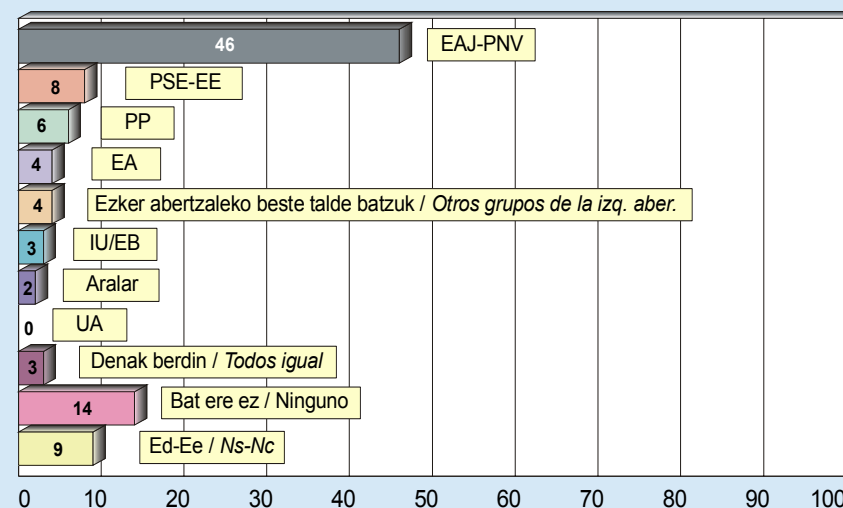 46 EAJ-PNV
8 PSE-EE
6 PP
4 EA
4 Ezker abertzaleko beste talde batzuk / Otros grupos de la izq. aber.
3 IU/EB
2 Aralar
0 UA
3 Denak berdin / Todos igual
14 Bat ere ez / Ninguno
9 Ed-Ee / Ns-Nc
0 10 20 30 40 50 60 70 80 90 100